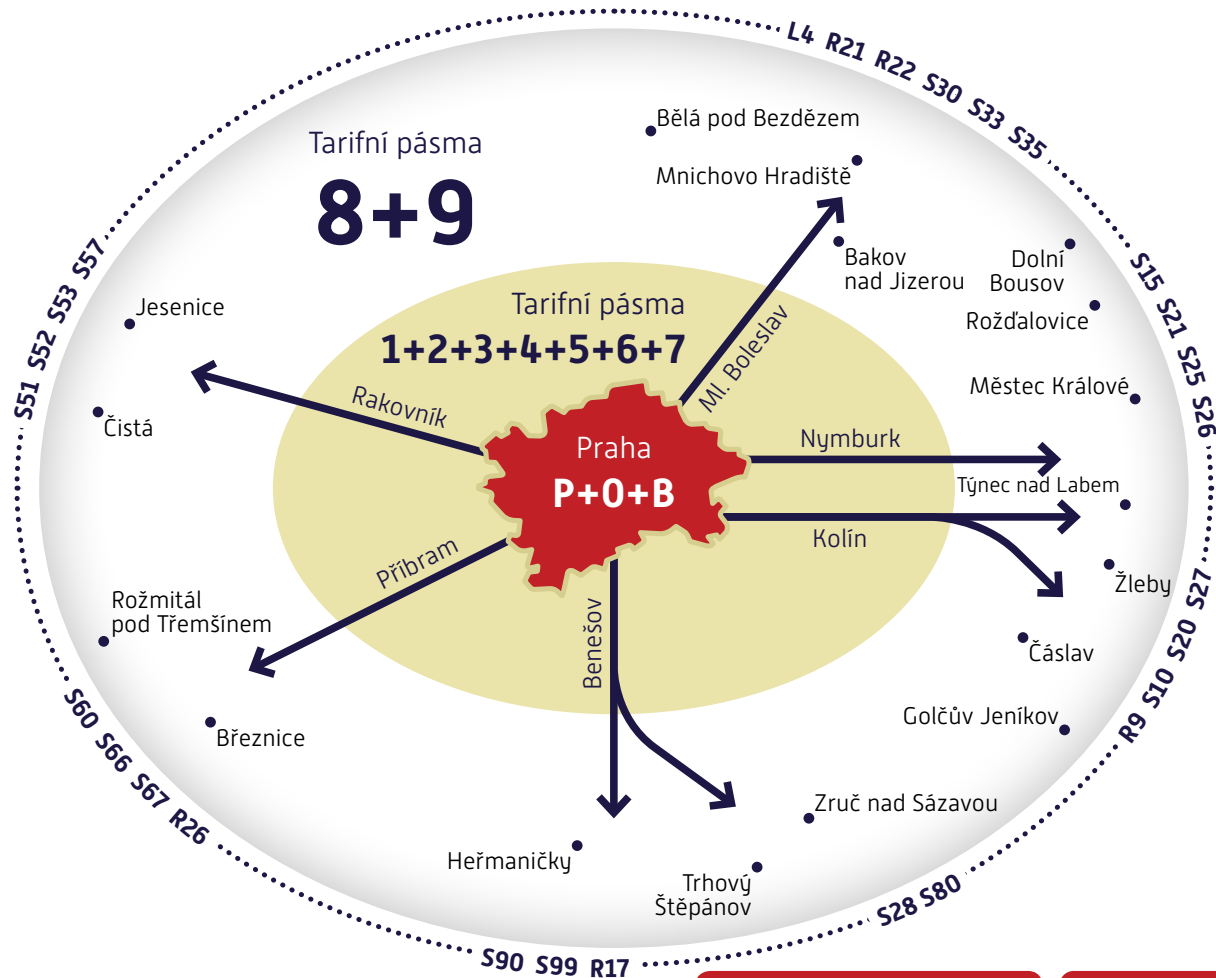 L4 R21 R22 S30 S33 S35
Bělá pod Bezdězem
Tarifní pásma
8+9
Mnichovo Hradiště
Bakov
nad Jizerou
Dolní
Bousov
S51 S52 S53 S57
Jesenice
Tarifní pásma
1+2+3+4+5+6+7
Rožďalovice
S15 S21 S25 S26
Ml. Boleslav
Rakovník
Městec Králové
Čistá
Praha
P+0+B
Nymburk
Týnec nad Labem
Kolín
Příbram
Žleby
Rožmitál
pod Třemšínem
Benešov
Čáslav
R9 S10 S20 S27
Březnice
Golčův Jeníkov
S60 S66 S67 R26
Zruč nad Sázavou
Heřmaničky
Trhový
Štěpánov
S28 S80
S90 S99 R17